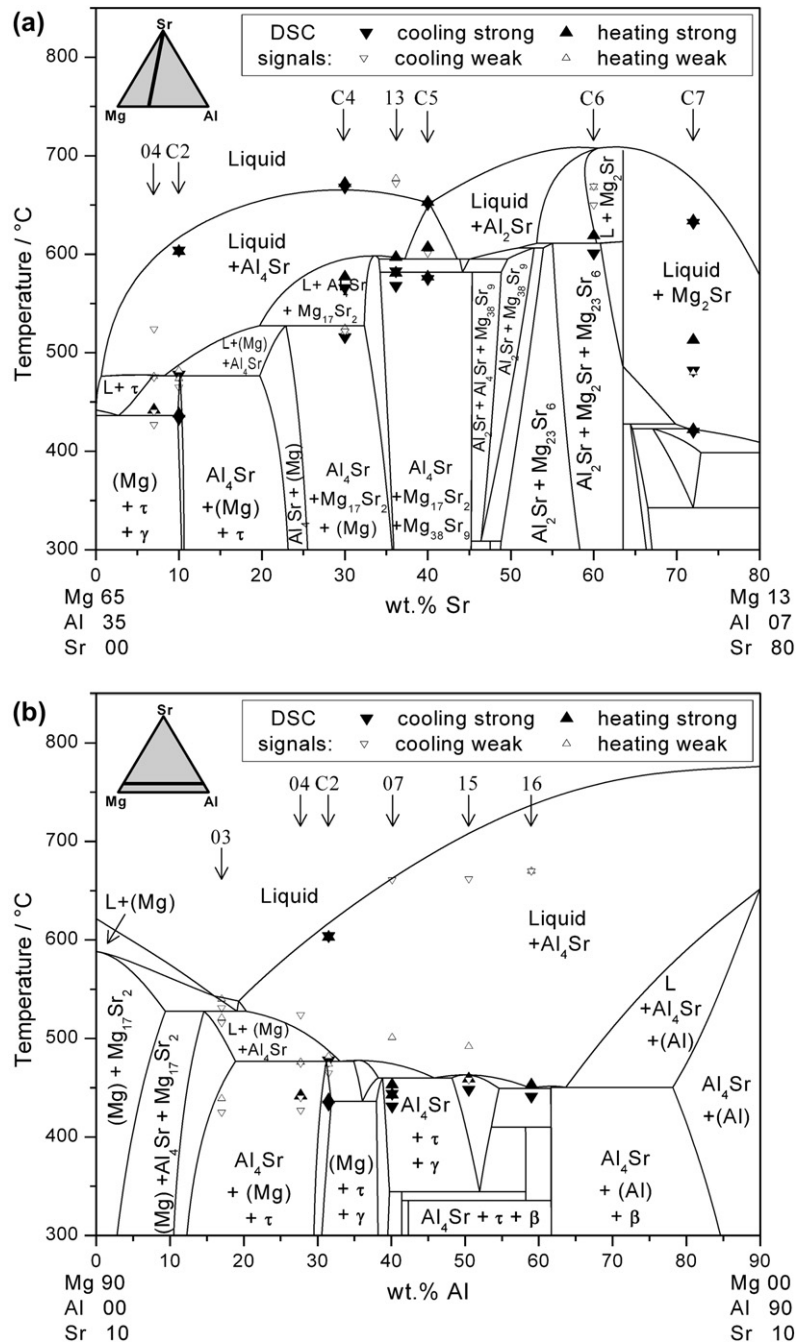 (a)
Sr
Mg
Al
DSC ▼ cooling strong ▲ heating strong
signals: ▽ cooling weak △ heating weak
800
700
600
500
400
300
Temperature / °C
04 C2
C4
13
C5
C6
C7
Liquid
Liquid
+Al₄Sr
Liquid
+Al₂Sr
L + Mg₂Sr
Liquid
+ Mg₂Sr
L+ Al₄Sr
+ Mg₁₇Sr₂
L+(Mg)
+Al₄Sr
L+ τ
(Mg)
+ τ
+ γ
Al₄Sr
+(Mg)
+ τ
Al₄Sr + (Mg)
Al₄Sr
+Mg₁₇Sr₂
+ (Mg)
Al₄Sr
+Mg₁₇Sr₂
+Mg₃₈Sr₉
Al₂Sr + Al₄Sr + Mg₃₈Sr₉
Al₂Sr + Mg₃₈Sr₉
Al₂Sr + Mg₂₃Sr₆
Al₂Sr + Mg₂Sr + Mg₂₃Sr₆
0 10 20 30 40 50 60 70 80
wt.% Sr
Mg 65
Al 35
Sr 00
Mg 13
Al 07
Sr 80
(b)
Sr
Mg
Al
DSC ▼ cooling strong ▲ heating strong
signals: ▽ cooling weak △ heating weak
800
700
600
500
400
300
Temperature / °C
03
04 C2
07
15
16
L+(Mg)
Liquid
Liquid
+Al₄Sr
L
+Al₄Sr
+(Al)
Al₄Sr
+(Al)
L+ (Mg)
+Al₄Sr
(Mg) + Mg₁₇Sr₂
(Mg) +Al₄Sr + Mg₁₇Sr₂
Al₄Sr
+ (Mg)
+ τ
(Mg)
+ τ
+ γ
Al₄Sr
+ τ
+ γ
Al₄Sr + τ + β
Al₄Sr
+ (Al)
+ β
0 10 20 30 40 50 60 70 80 90
wt.% Al
Mg 90
Al 00
Sr 10
Mg 00
Al 90
Sr 10